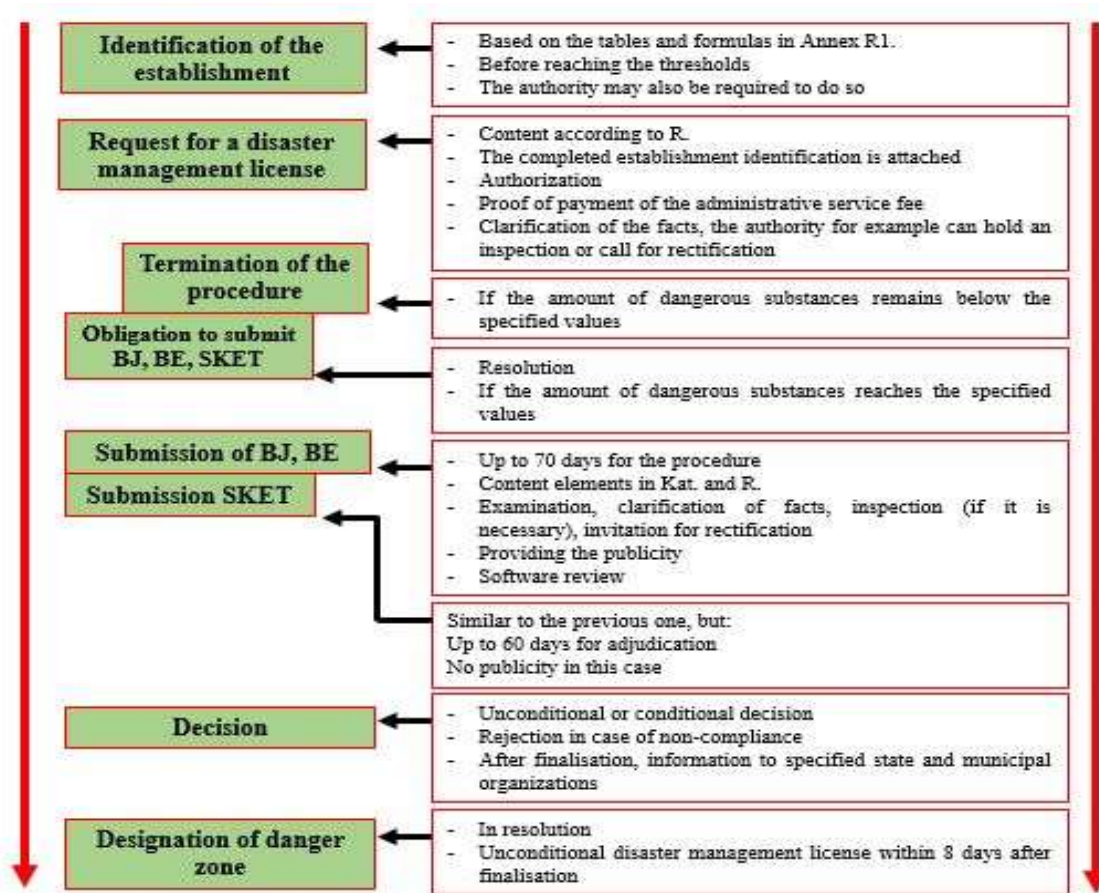 Identification of the
establishment
- Based on the tables and formulas in Annex R1.
- Before reaching the thresholds
- The authority may also be required to do so
Request for a disaster
management license
- Content according to R.
- The completed establishment identification is attached
- Authorization
- Proof of payment of the administrative service fee
- Clarification of the facts, the authority for example can hold an
inspection or call for rectification
Termination of the
procedure
- If the amount of dangerous substances remains below the
specified values
Obligation to submit
BJ, BE, SKET
- Resolution
- If the amount of dangerous substances reaches the specified
values
Submission of BJ, BE
- Up to 70 days for the procedure
- Content elements in Kat. and R.
- Examination, clarification of facts, inspection (if it is
necessary), invitation for rectification
- Providing the publicity
- Software review
Submission SKET
Similar to the previous one, but:
Up to 60 days for adjudication
No publicity in this case
Decision
- Unconditional or conditional decision
- Rejection in case of non-compliance
- After finalisation, information to specified state and municipal
organizations
Designation of danger
zone
- In resolution
- Unconditional disaster management license within 8 days after
finalisation